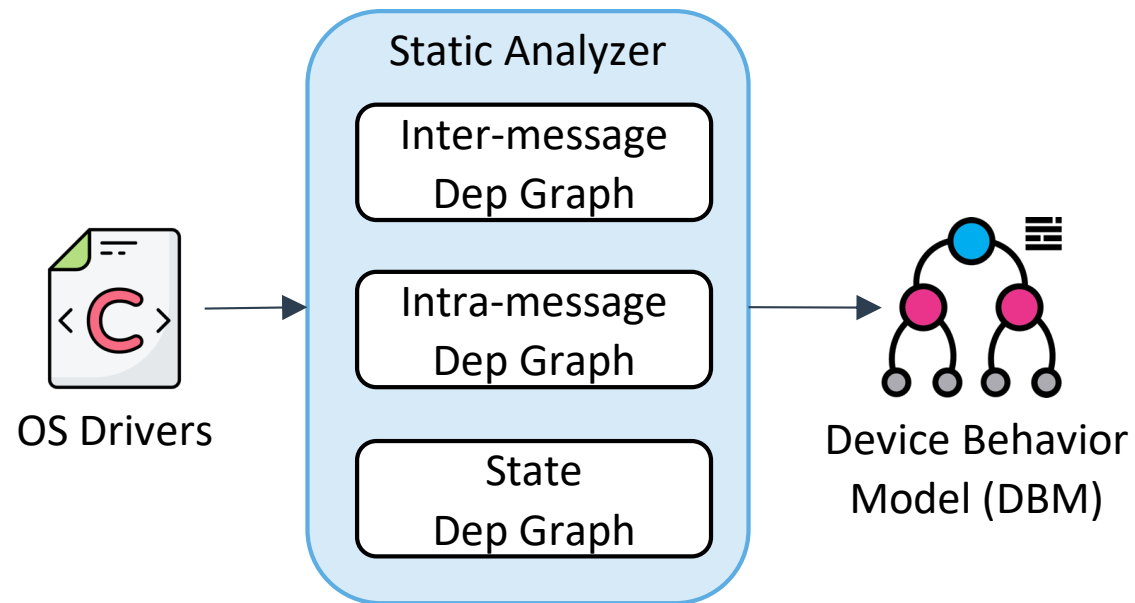 Static Analyzer
Inter-message
Dep Graph
Intra-message
Dep Graph
State
Dep Graph
<C>
OS Drivers
Device Behavior
Model (DBM)